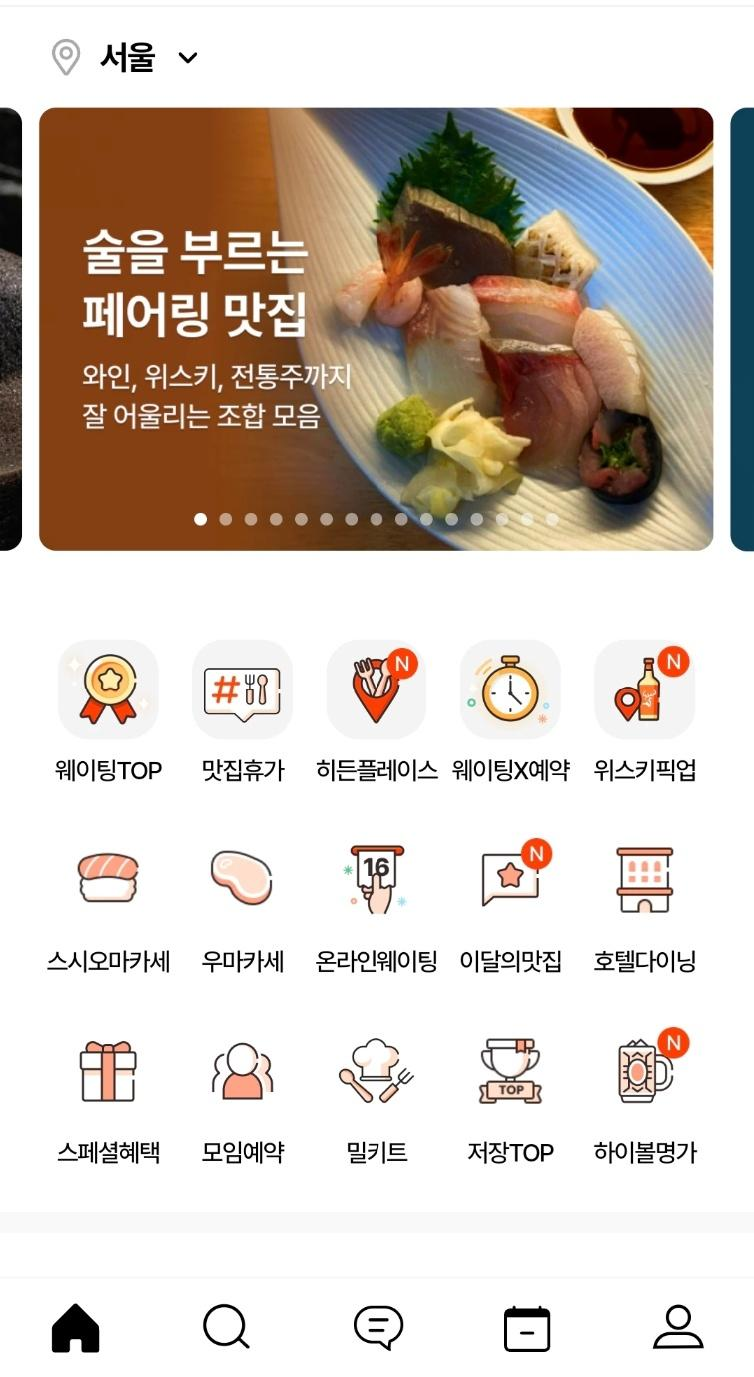 서울
술을 부르는
페어링 맛집
와인, 위스키, 전통주까지
잘 어울리는 조합 모음
#
N
N
웨이팅TOP 맛집휴가 히든플레이스 웨이팅X예약 위스키픽업
16
N
스시오마카세 우마카세 온라인웨이팅 이달의맛집 호텔다이닝
TOP
N
스페셜혜택 모임예약 밀키트 저장TOP 하이볼명가